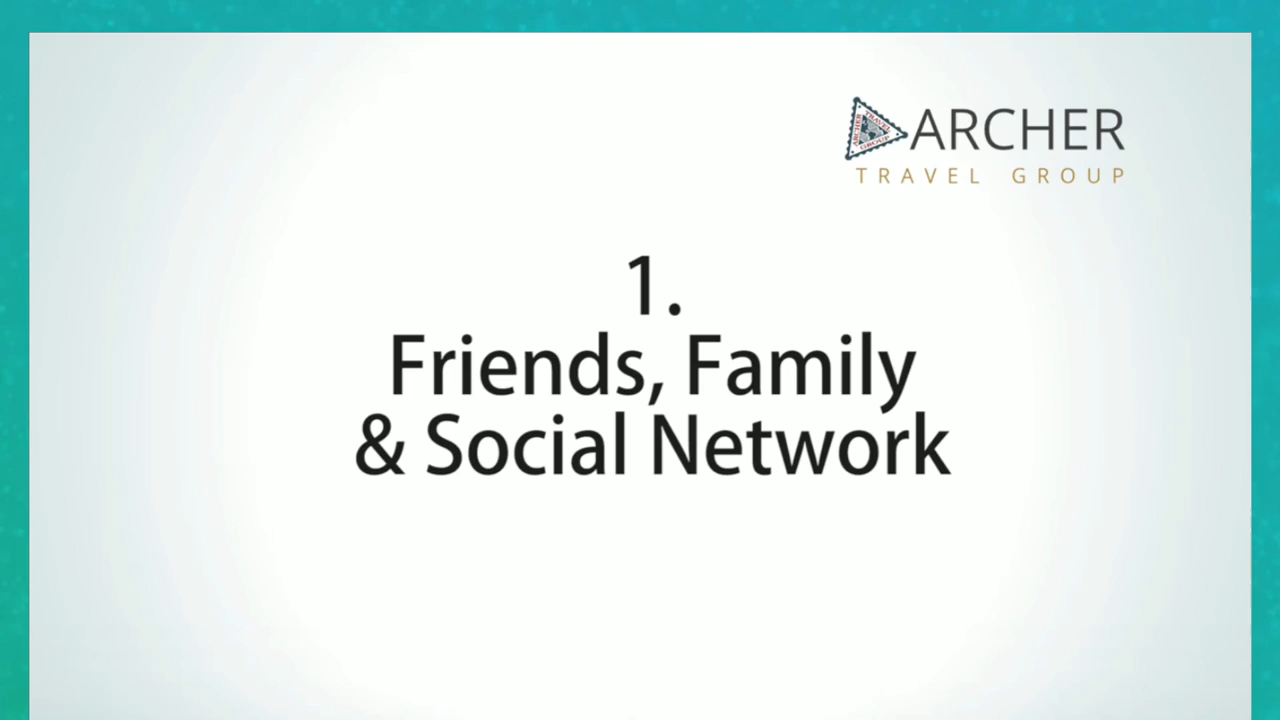 ARCHER
TRAVEL GROUP
1.
Friends, Family
& Social Network